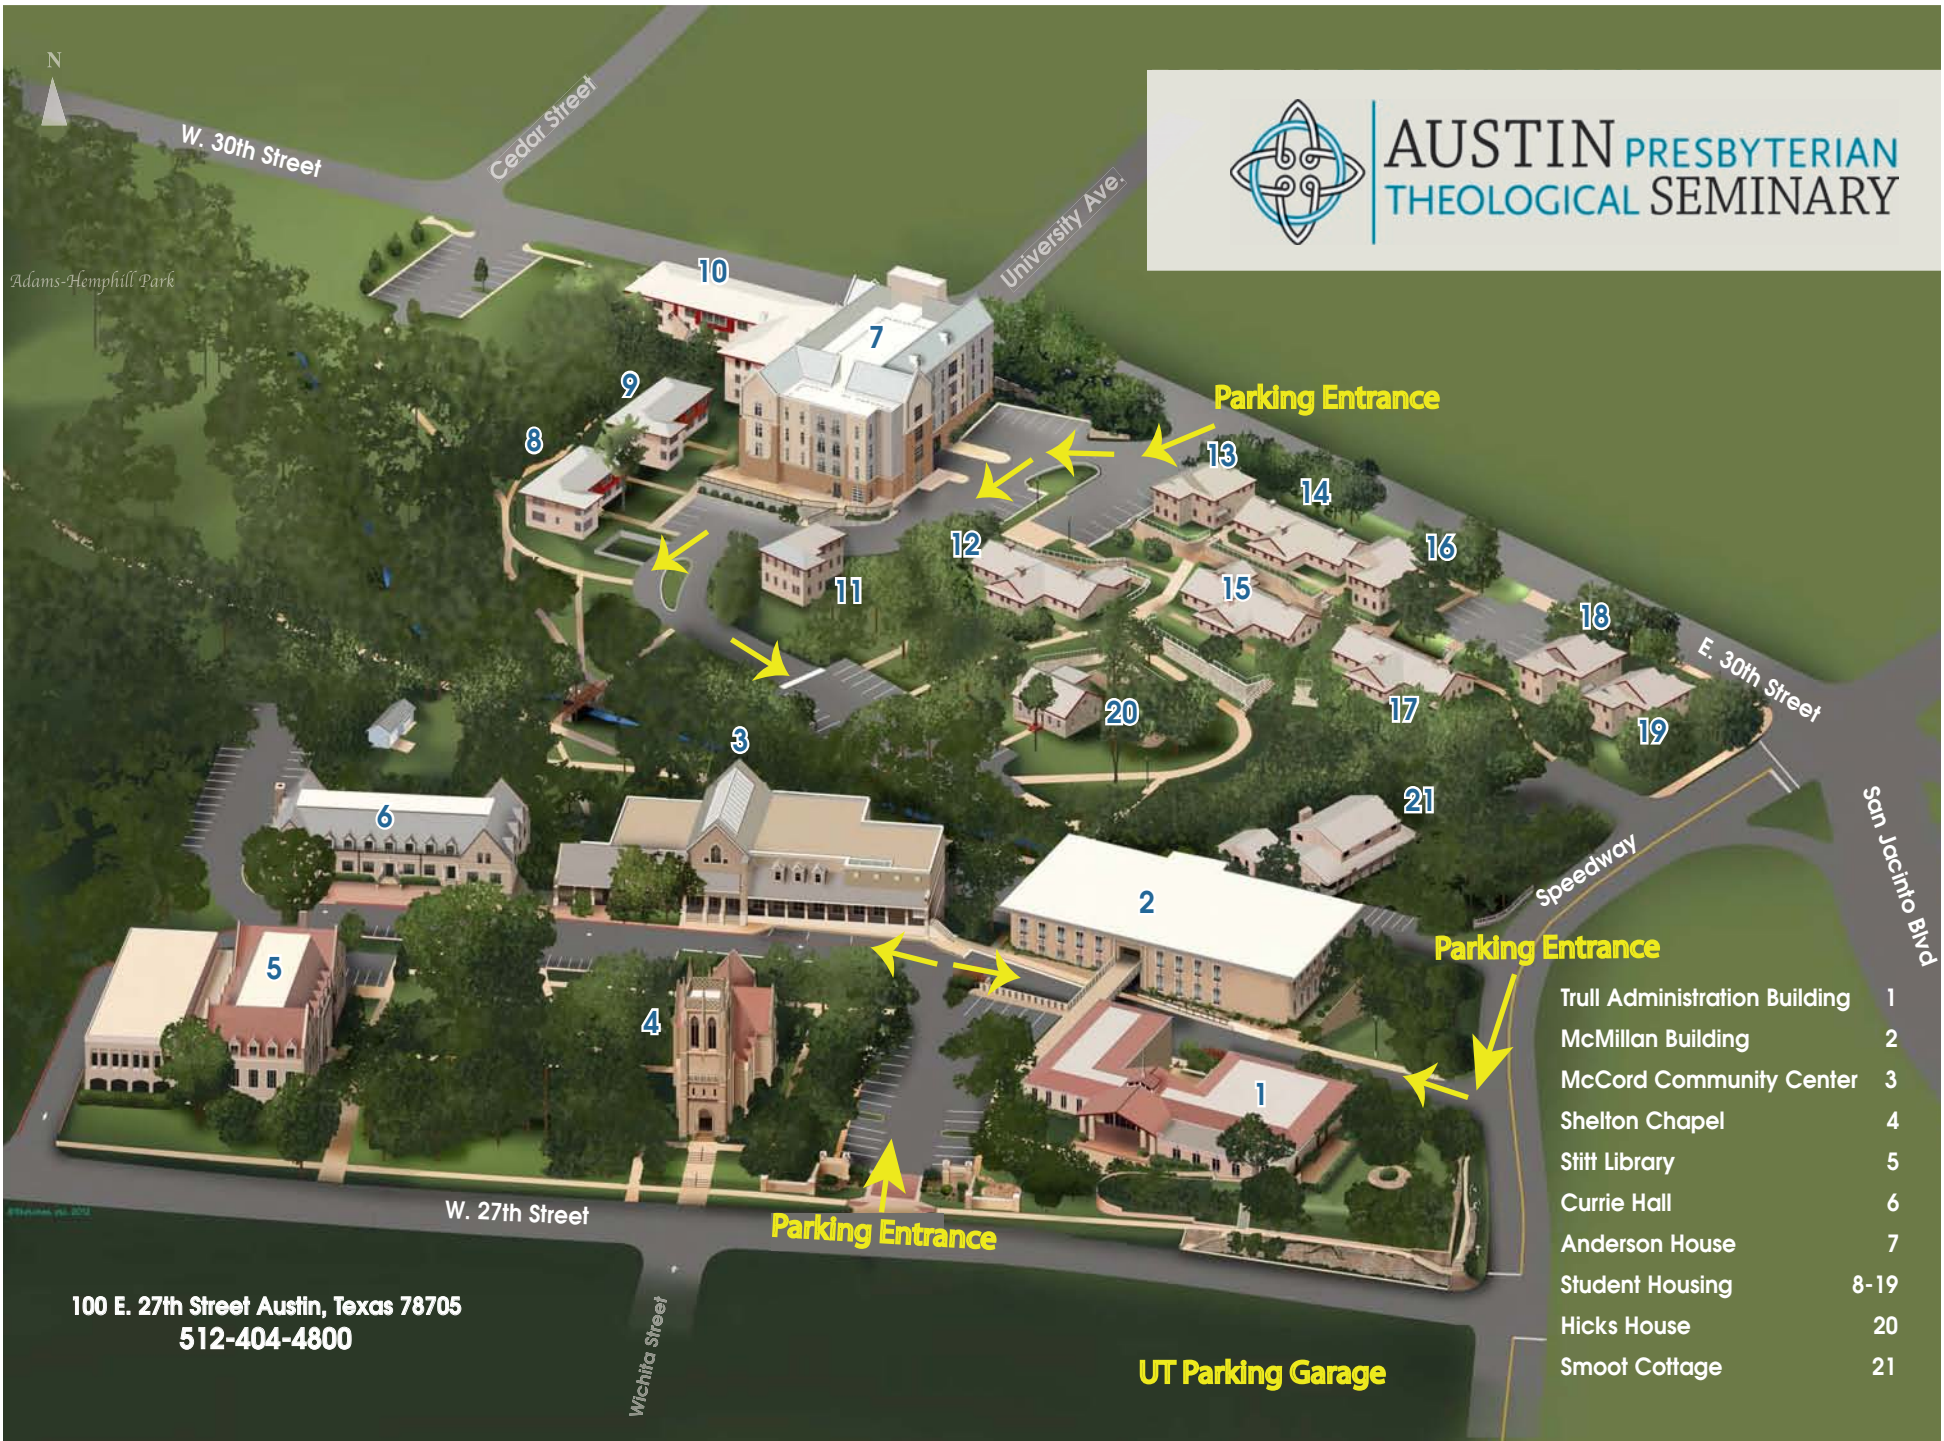 N
W. 30th Street
Cedar Street
University Ave.
AUSTIN PRESBYTERIAN
THEOLOGICAL SEMINARY
Adams-Hemphill Park
10
7
9
8
Parking Entrance
13
14
12
16
11
15
18
E. 30th Street
20
17
19
3
6
21
San Jacinto Blvd
Speedway
2
5
4
Parking Entrance
1
Trull Administration Building 1
McMillan Building 2
McCord Community Center 3
Shelton Chapel 4
Stitt Library 5
Currie Hall 6
Anderson House 7
Student Housing 8-19
Hicks House 20
Smoot Cottage 21
W. 27th Street
Parking Entrance
100 E. 27th Street Austin, Texas 78705
512-404-4800
Wichita Street
UT Parking Garage